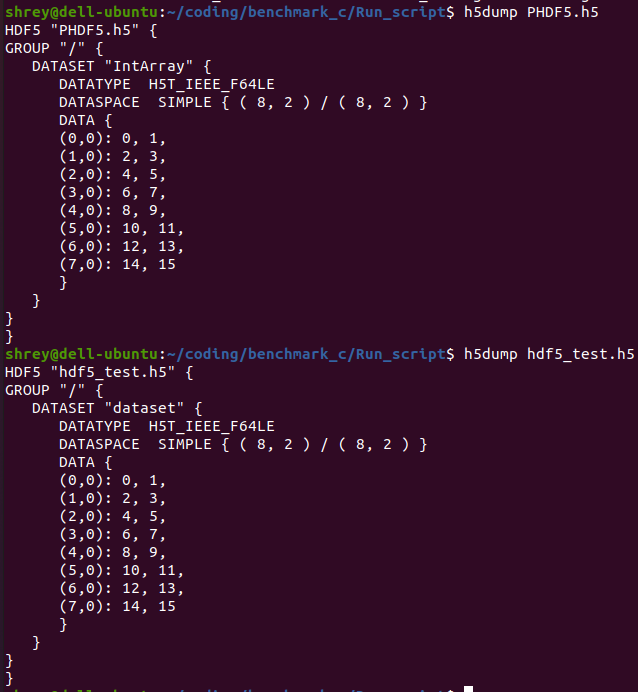 shrey@dell-ubuntu:~/coding/benchmark_c/Run_script$ h5dump PHDF5.h5
HDF5 "PHDF5.h5" {
GROUP "/" {
   DATASET "IntArray" {
      DATATYPE  H5T_IEEE_F64LE
      DATASPACE  SIMPLE { ( 8, 2 ) / ( 8, 2 ) }
      DATA {
      (0,0): 0, 1,
      (1,0): 2, 3,
      (2,0): 4, 5,
      (3,0): 6, 7,
      (4,0): 8, 9,
      (5,0): 10, 11,
      (6,0): 12, 13,
      (7,0): 14, 15
      }
   }
}
}
shrey@dell-ubuntu:~/coding/benchmark_c/Run_script$ h5dump hdf5_test.h5
HDF5 "hdf5_test.h5" {
GROUP "/" {
   DATASET "dataset" {
      DATATYPE  H5T_IEEE_F64LE
      DATASPACE  SIMPLE { ( 8, 2 ) / ( 8, 2 ) }
      DATA {
      (0,0): 0, 1,
      (1,0): 2, 3,
      (2,0): 4, 5,
      (3,0): 6, 7,
      (4,0): 8, 9,
      (5,0): 10, 11,
      (6,0): 12, 13,
      (7,0): 14, 15
      }
   }
}
}